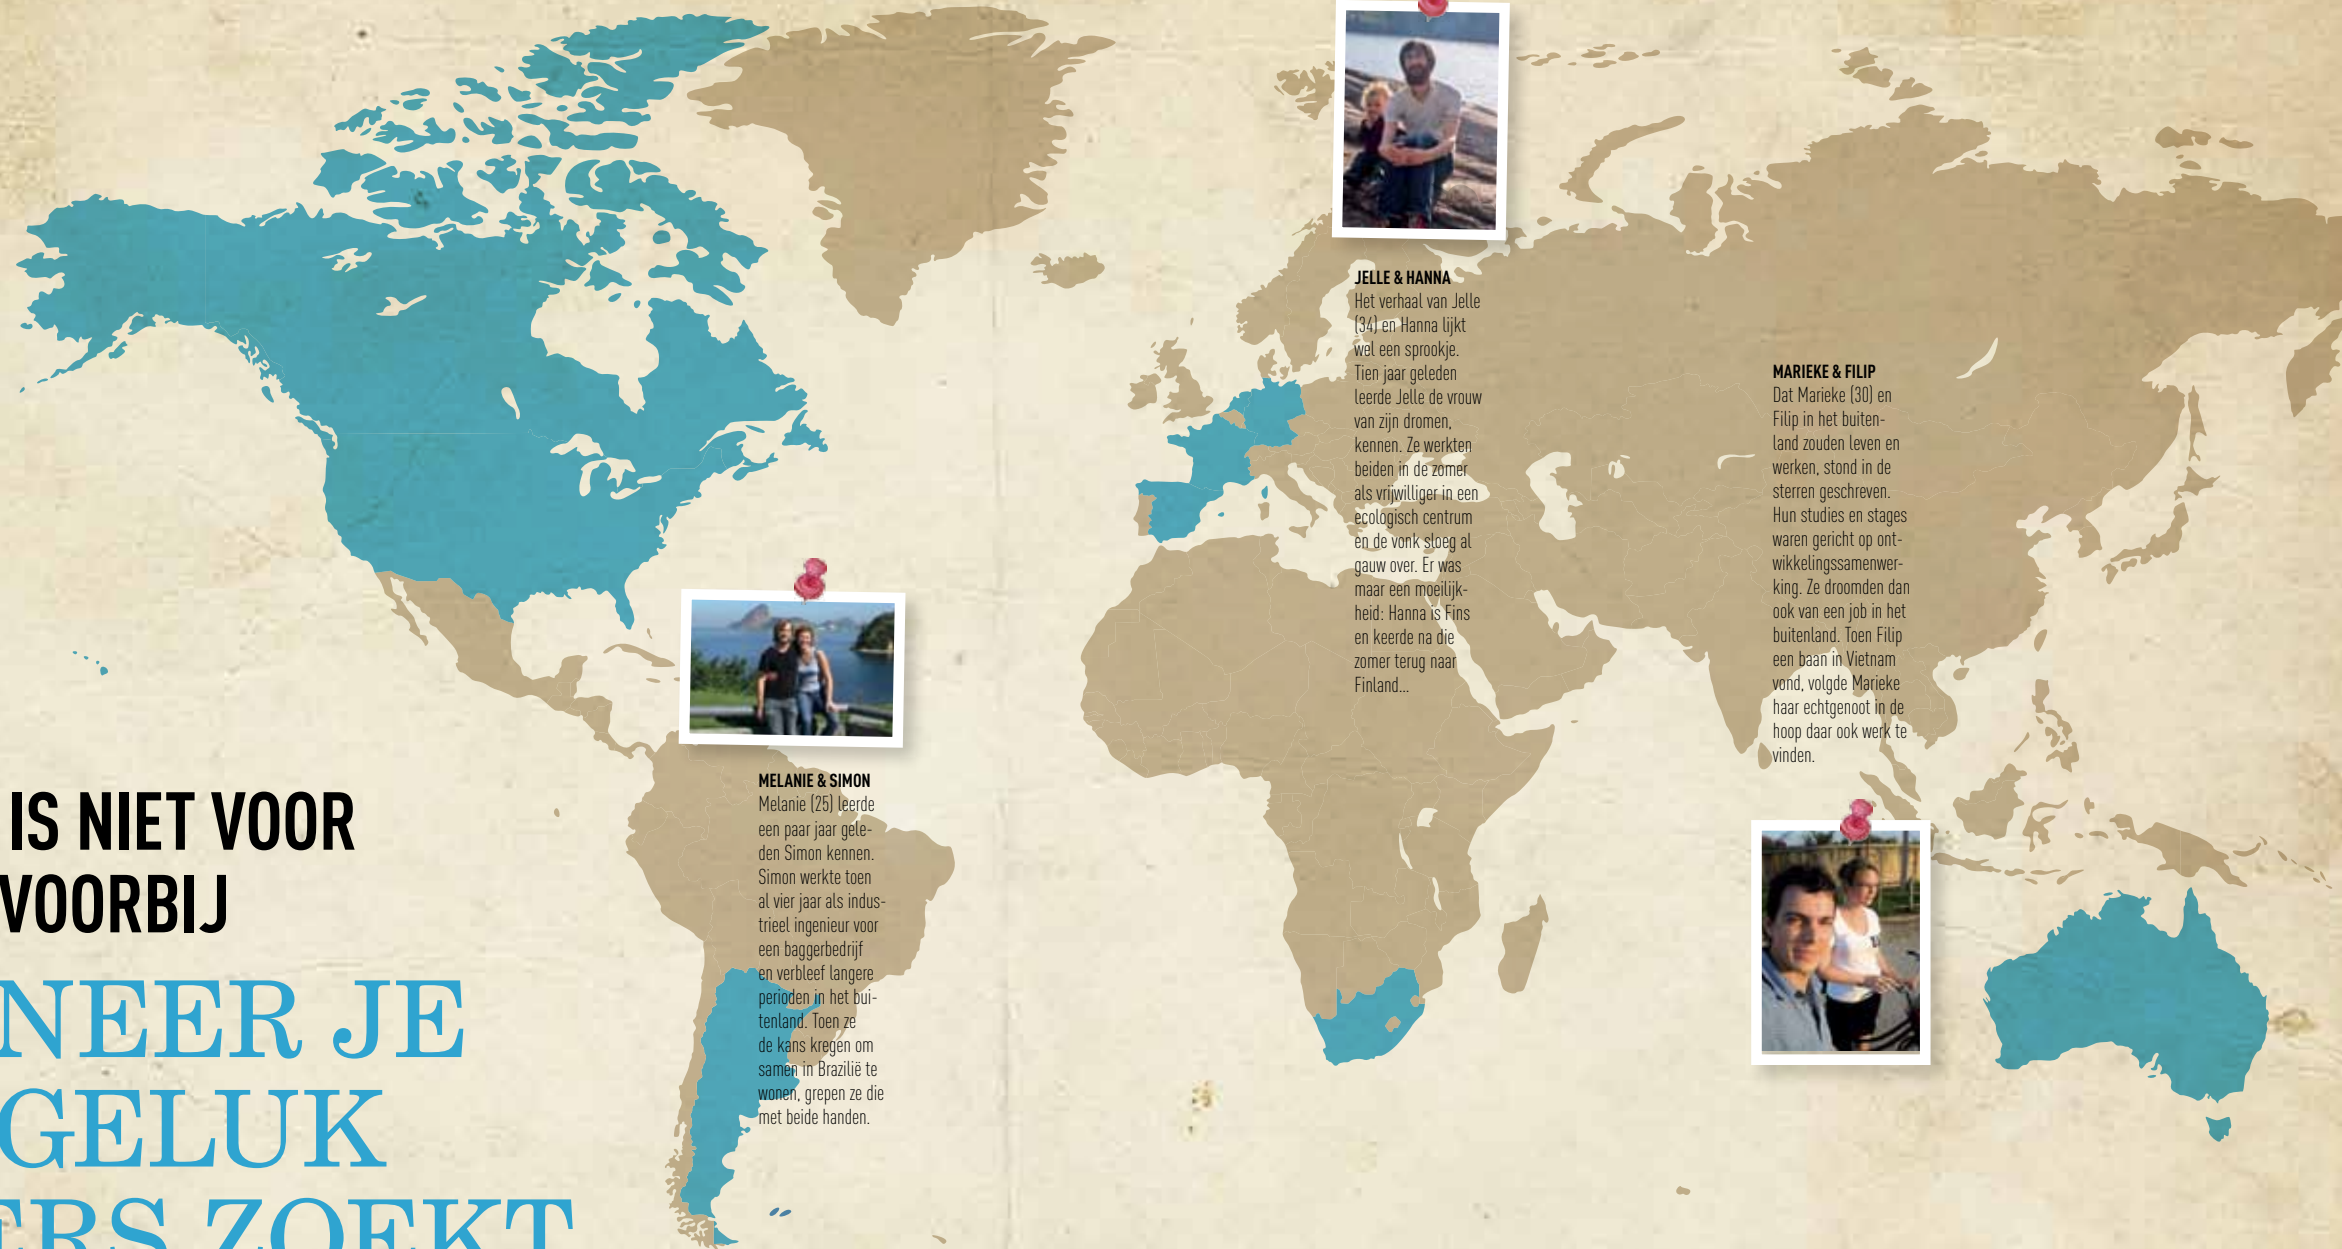 JELLE & HANNA
Het verhaal van Jelle
(34) en Hanna lijkt
wel een sprookje.
Tien jaar geleden
leerde Jelle de vrouw
van zijn dromen,
kennen. Ze werkten
beiden in de zomer
als vrijwilliger in een
ecologisch centrum
en de vonk sloeg al
gauw over. Er was
maar een moeilijk-
heid: Hanna is Fins
en keerde na die
zomer terug naar
Finland...
MARIEKE & FILIP
Dat Marieke (30) en
Filip in het buiten-
land zouden leven en
werken, stond in de
sterren geschreven.
Hun studies en stages
waren gericht op ont-
wikkelingssamenwer-
king. Ze droomden dan
ook van een job in het
buitenland. Toen Filip
een baan in Vietnam
vond, volgde Marieke
haar echtgenoot in de
hoop daar ook werk te
vinden.
MELANIE & SIMON
Melanie (25) leerde
een paar jaar gele-
den Simon kennen.
Simon werkte toen
al vier jaar als indus-
trieel ingenieur voor
een baggerbedrijf
en verbleef langere
perioden in het bui-
tenland. Toen ze
de kans kregen om
samen in Brazilië te
wonen, grepen ze die
met beide handen.
IS NIET VOOR
VOORBIJ
NEER JE
GELUK
ERS ZOEKT